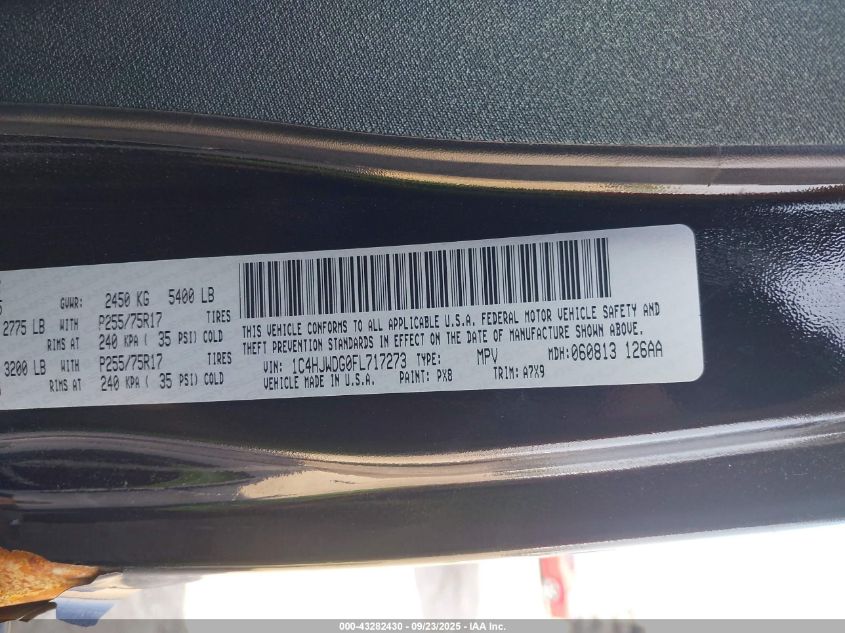 GVWR: 2450 KG 5400 LB
2775 LB WITH P255/75R17 TIRES
RIMS AT 240 KPA ( 35 PSI) COLD
3200 LB WITH P255/75R17 TIRES
RIMS AT 240 KPA ( 35 PSI) COLD
THIS VEHICLE CONFORMS TO ALL APPLICABLE U.S.A. FEDERAL MOTOR VEHICLE SAFETY AND
THEFT PREVENTION STANDARDS IN EFFECT ON THE DATE OF MANUFACTURE SHOWN ABOVE.
VIN: 1C4HJWDG0FL717273 TYPE: MPV MDH: 060813 126AA
VEHICLE MADE IN U.S.A. PAINT: PX8 TRIM: A7X9
000-43282430 - 09/23/2025 - IAA Inc.